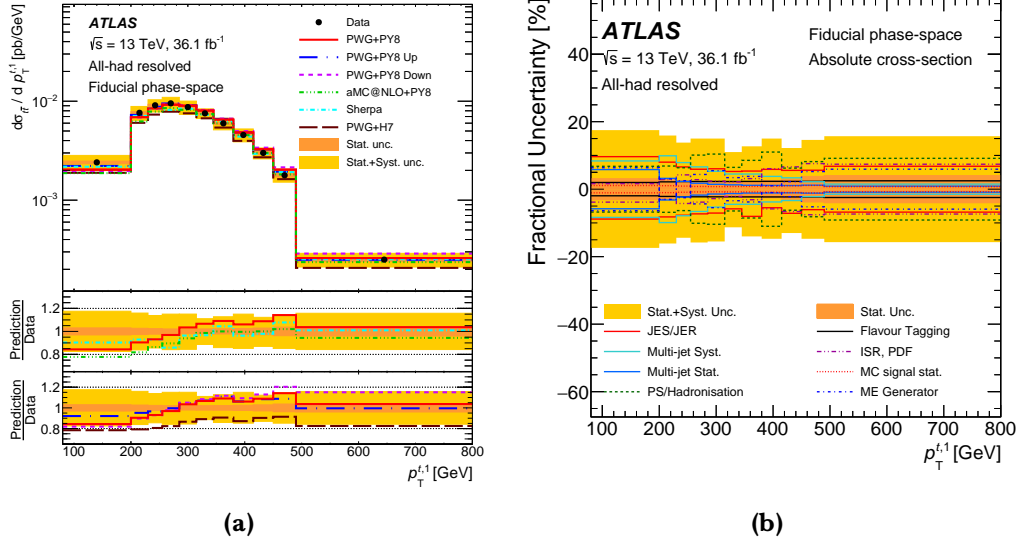 ATLAS
√s = 13 TeV, 36.1 fb⁻¹
All-had resolved
Fiducial phase-space
Data
PWG+PY8
PWG+PY8 Up
PWG+PY8 Down
aMC@NLO+PY8
Sherpa
PWG+H7
Stat. unc.
Stat.+Syst. unc.
dσ_tt̄ / d p_T^{t,1} [pb/GeV]
10⁻²
10⁻³
Prediction
Data
1.2
1
0.8
Prediction
Data
1.2
1
0.8
100 200 300 400 500 600 700 800
p_T^{t,1} [GeV]
(a)
ATLAS
√s = 13 TeV, 36.1 fb⁻¹
All-had resolved
Fiducial phase-space
Absolute cross-section
Fractional Uncertainty [%]
40
20
0
−20
−40
−60
Stat.+Syst. Unc.
JES/JER
Multi-jet Syst.
Multi-jet Stat.
PS/Hadronisation
Stat. Unc.
Flavour Tagging
ISR, PDF
MC signal stat.
ME Generator
100 200 300 400 500 600 700 800
p_T^{t,1} [GeV]
(b)